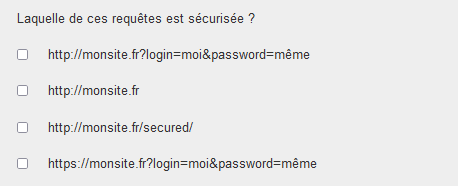 Laquelle de ces requêtes est sécurisée ?
http://monsite.fr?login=moi&password=même
http://monsite.fr
http://monsite.fr/secured/
https://monsite.fr?login=moi&password=même